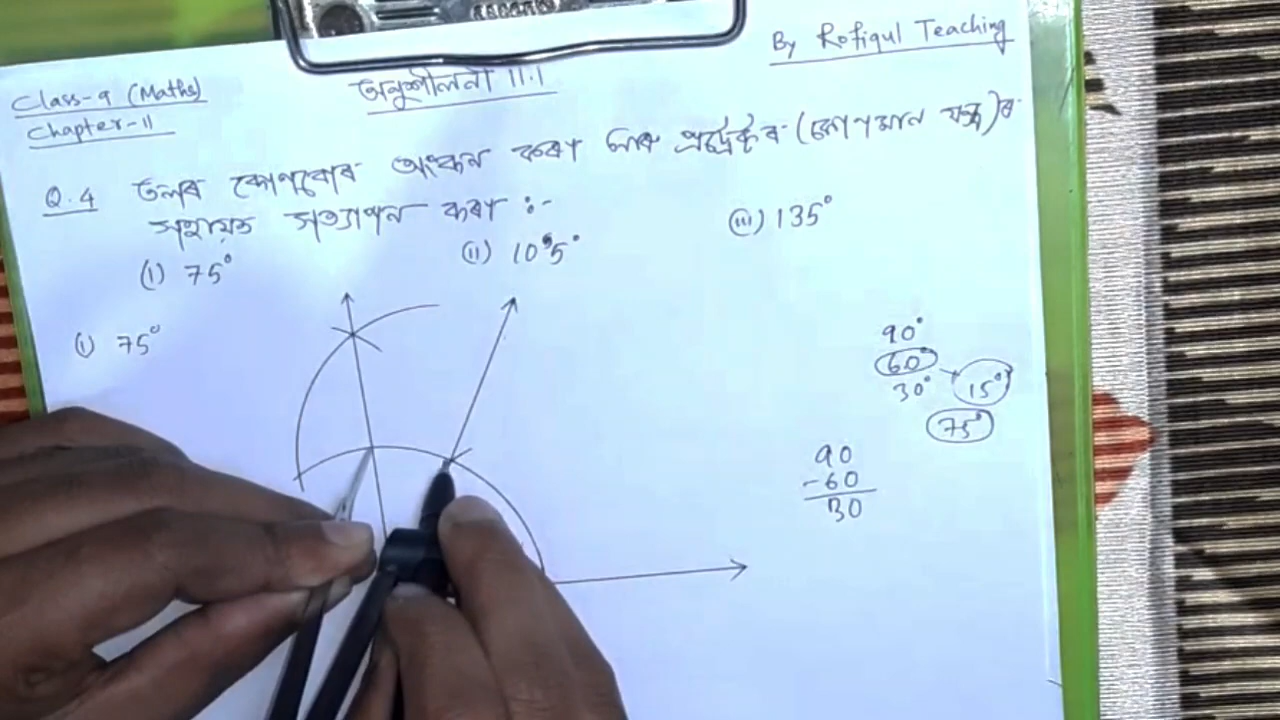 By Rofiqul Teaching
Class-9 (Maths)
অনুশীলনী 11.1
Chapter-11
Q.4 তলৰ কোণবোৰ অংকন কৰা আৰু প্ৰত্যেকৰ (কোণমান যন্ত্ৰ)ৰ
সহায়ত সত্যাপন কৰা :-
(i) 75° (ii) 105° (iii) 135°
(i) 75°
90°
60°
30° 15°
75°
90
-60
30